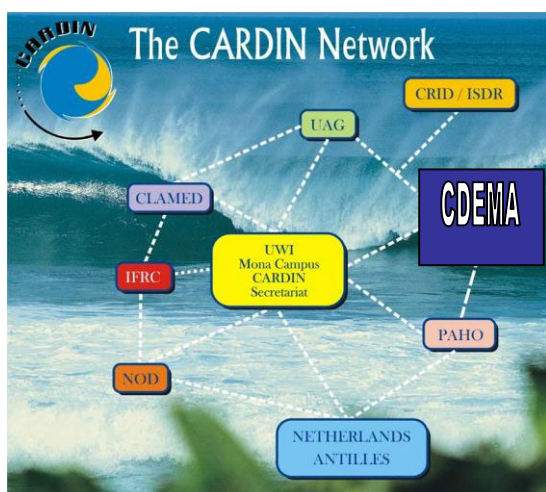 CARDIN
The CARDIN Network
CRID / ISDR
UAG
CLAMED
CDEMA
UWI
Mona Campus
CARDIN
Secretariat
IFRC
PAHO
NOD
NETHERLANDS
ANTILLES